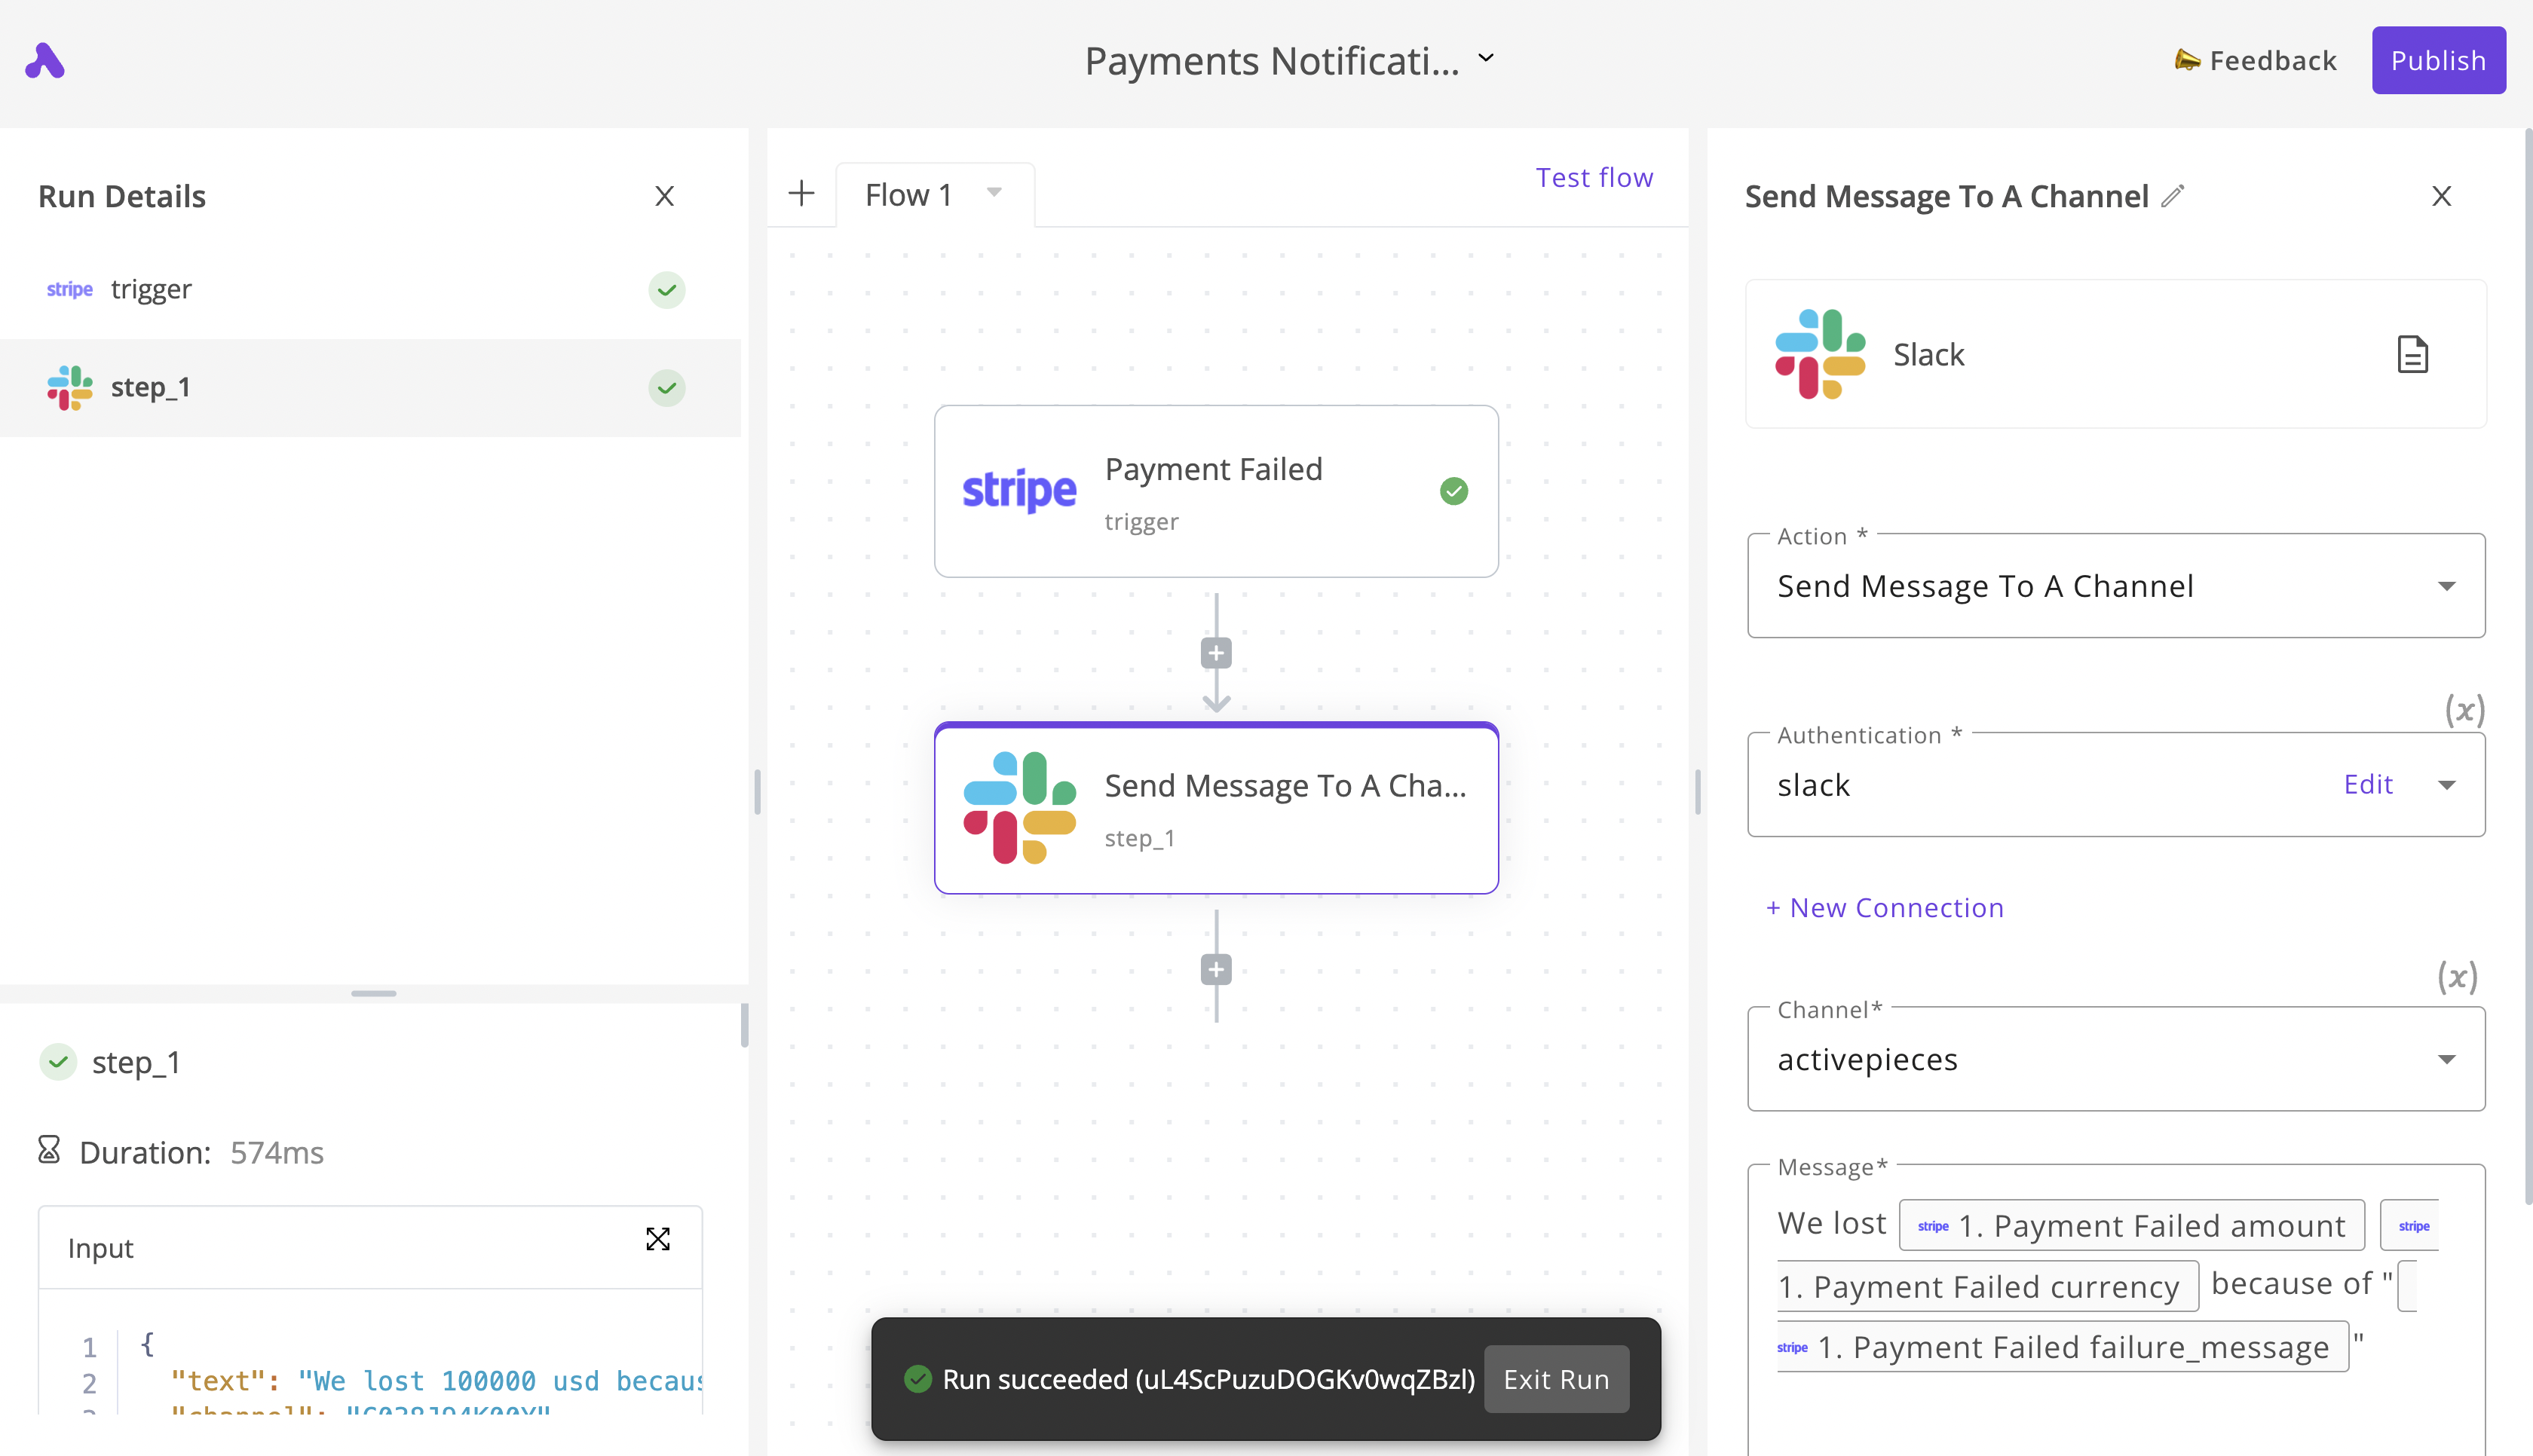 Payments Notificati...
Feedback
Publish
Run Details
X
stripe trigger
step_1
step_1
Duration: 574ms
Input
1 {
2 "text": "We lost 100000 usd becaus
+ Flow 1
Test flow
stripe
Payment Failed
trigger
Send Message To A Cha...
step_1
Run succeeded (uL4ScPuzuDOGKv0wqZBzl) Exit Run
Send Message To A Channel
X
Slack
Action *
Send Message To A Channel
(x)
Authentication *
slack Edit
+ New Connection
(x)
Channel*
activepieces
Message*
We lost stripe 1. Payment Failed amount stripe
1. Payment Failed currency because of "
stripe 1. Payment Failed failure_message "